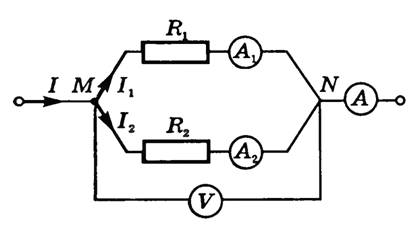 R₁ A₁
I M I₁ N A
I₂
R₂ A₂
V